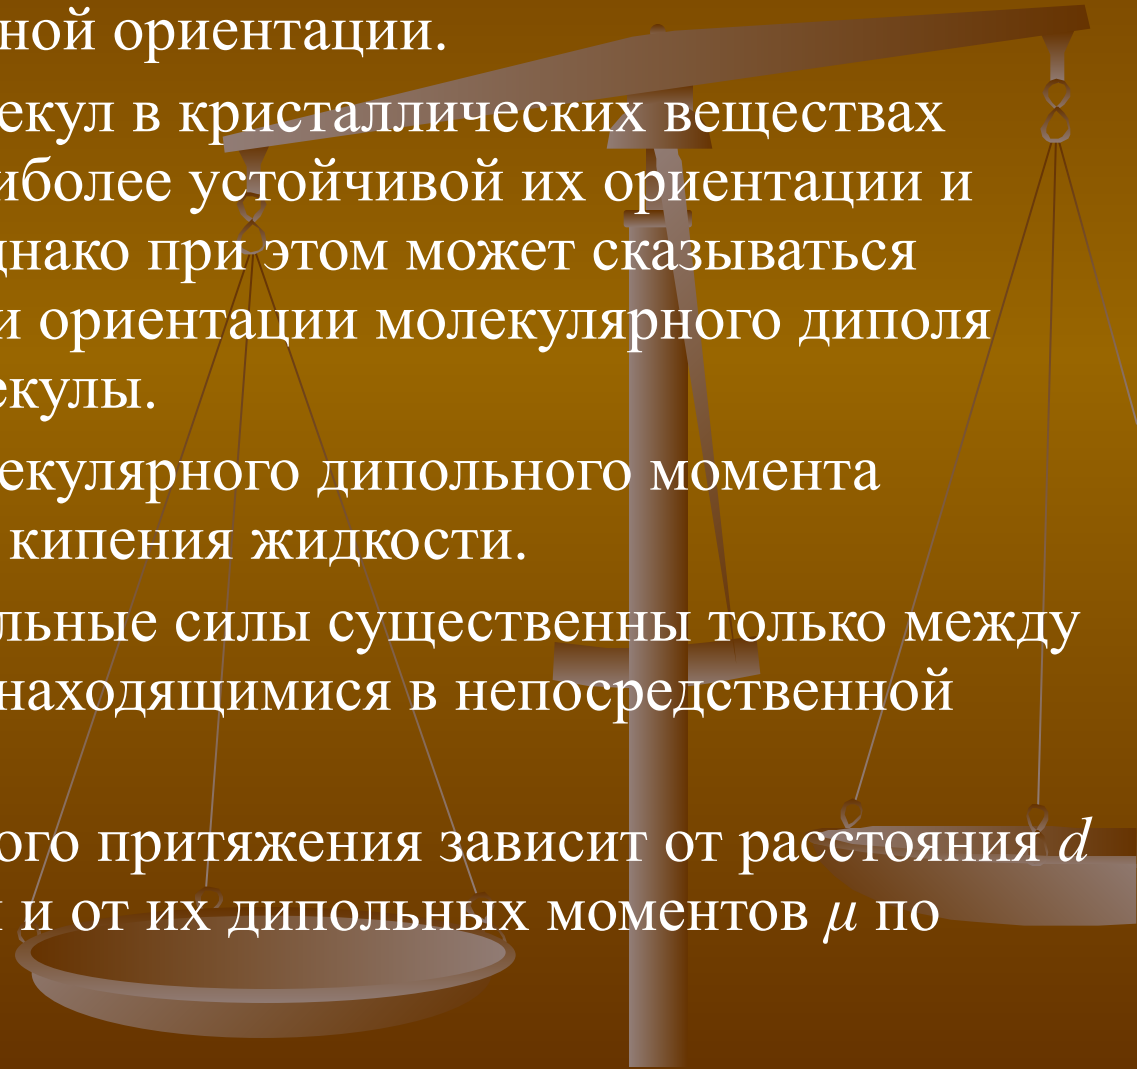 ной ориентации.
екул в кристаллических веществах
иболее устойчивой их ориентации и
днако при этом может сказываться
и ориентации молекулярного диполя
екулы.
екулярного дипольного момента
кипения жидкости.
льные силы существенны только между
находящимися в непосредственной
ого притяжения зависит от расстояния d
и и от их дипольных моментов μ по